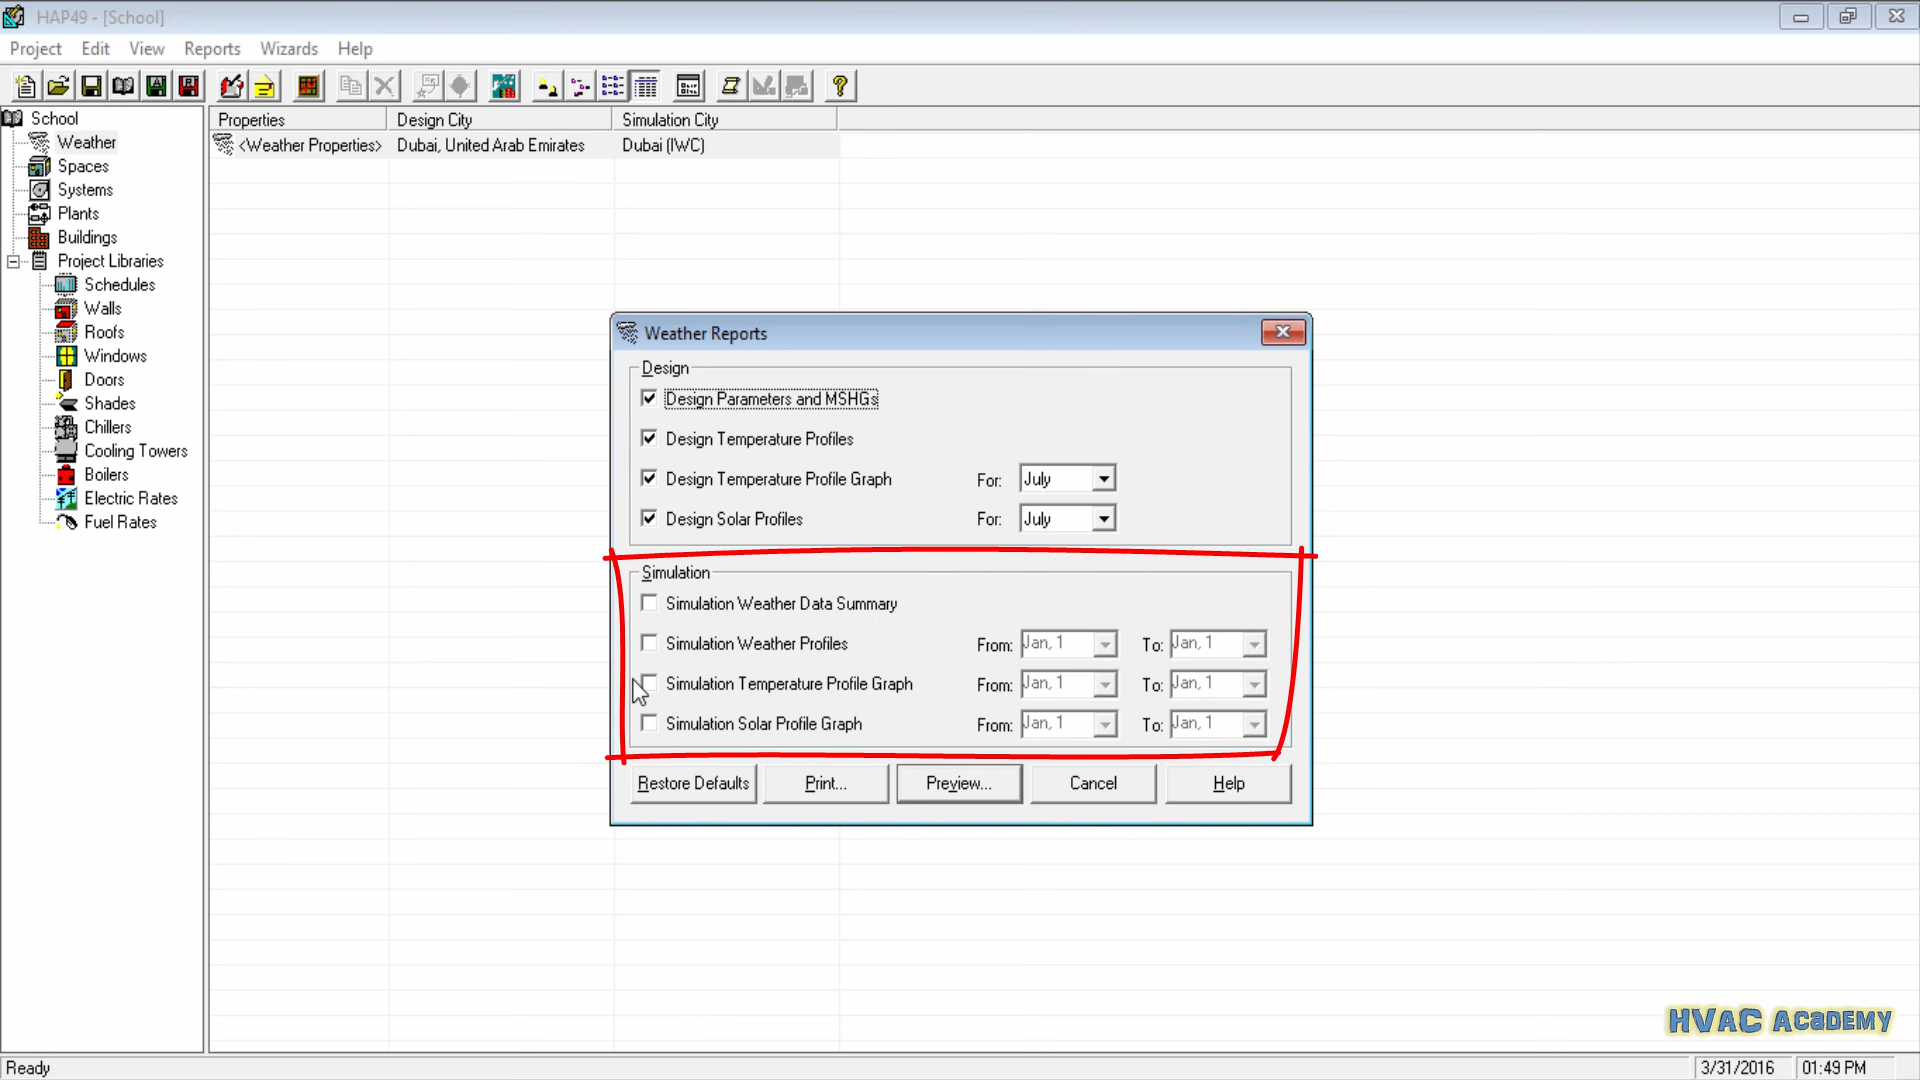 HAP49 - [School]
Project Edit View Reports Wizards Help
School
Weather
Spaces
Systems
Plants
Buildings
Project Libraries
Schedules
Walls
Roofs
Windows
Doors
Shades
Chillers
Cooling Towers
Boilers
Electric Rates
Fuel Rates
Properties Design City Simulation City
<Weather Properties> Dubai, United Arab Emirates Dubai (IWC)
Weather Reports
Design
Design Parameters and MSHGs
Design Temperature Profiles
Design Temperature Profile Graph For: July
Design Solar Profiles For: July
Simulation
Simulation Weather Data Summary
Simulation Weather Profiles From: Jan, 1 To: Jan, 1
Simulation Temperature Profile Graph From: Jan, 1 To: Jan, 1
Simulation Solar Profile Graph From: Jan, 1 To: Jan, 1
Restore Defaults Print... Preview... Cancel Help
HVAC Academy
Ready 3/31/2016 01:49 PM